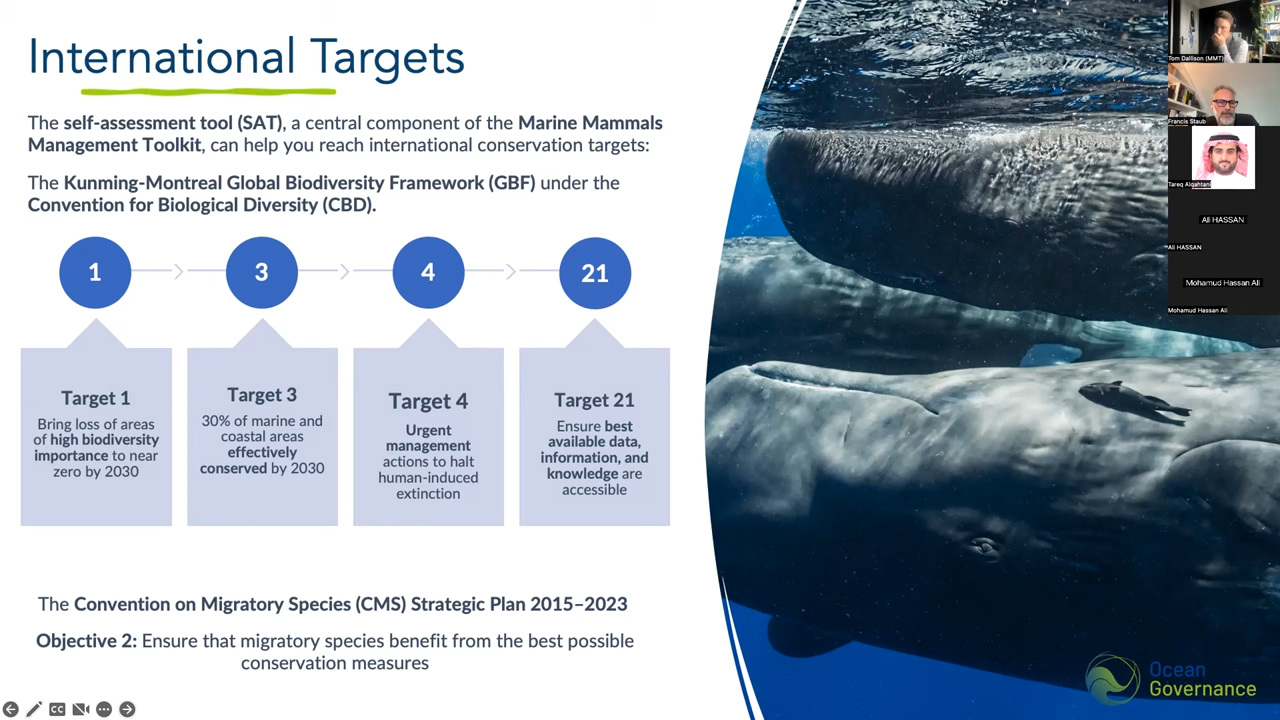 International Targets
The self-assessment tool (SAT), a central component of the Marine Mammals
Management Toolkit, can help you reach international conservation targets:
The Kunming-Montreal Global Biodiversity Framework (GBF) under the
Convention for Biological Diversity (CBD).
1
3
4
21
Target 1
Bring loss of areas
of high biodiversity
importance to near
zero by 2030
Target 3
30% of marine and
coastal areas
effectively
conserved by 2030
Target 4
Urgent
management
actions to halt
human-induced
extinction
Target 21
Ensure best
available data,
information, and
knowledge are
accessible
The Convention on Migratory Species (CMS) Strategic Plan 2015–2023
Objective 2: Ensure that migratory species benefit from the best possible
conservation measures
CC
Tom Dallison (MMT)
Francis Staub
Tareq Alqahtani
Ali HASSAN
Ali HASSAN
Mohamud Hassan Ali
Mohamud Hassan Ali
Ocean
Governance